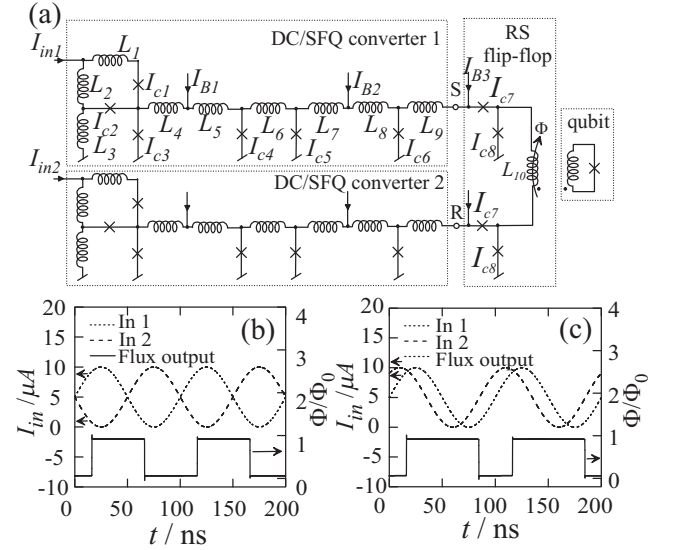 (a)
DC/SFQ converter 1
RS
flip-flop
I_in1
L_1
L_2
I_c1
I_B1
I_B2
I_B3
I_c7
S
I_c2
L_3
I_c3
L_4
L_5
I_c4
L_6
L_7
I_c5
L_8
L_9
I_c6
I_c8
Φ
L_10
qubit
I_in2
DC/SFQ converter 2
R
I_c7
I_c8
(b)
In 1
In 2
Flux output
20
15
10
5
0
-5
-10
I_in /μA
4
3
2
1
0
Φ/Φ_0
0
50
100
150
200
t / ns
(c)
In 1
In 2
Flux output
20
15
10
5
0
-5
-10
I_in /μA
4
3
2
1
0
Φ/Φ_0
0
50
100
150
200
t / ns